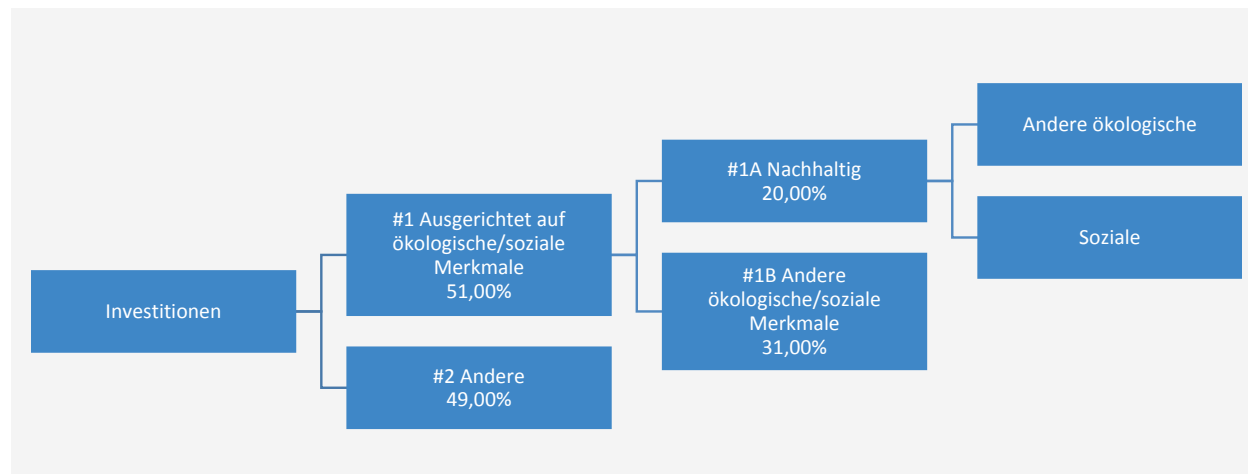 Investitionen
#1 Ausgerichtet auf
ökologische/soziale
Merkmale
51,00%
#2 Andere
49,00%
#1A Nachhaltig
20,00%
#1B Andere
ökologische/soziale
Merkmale
31,00%
Andere ökologische
Soziale